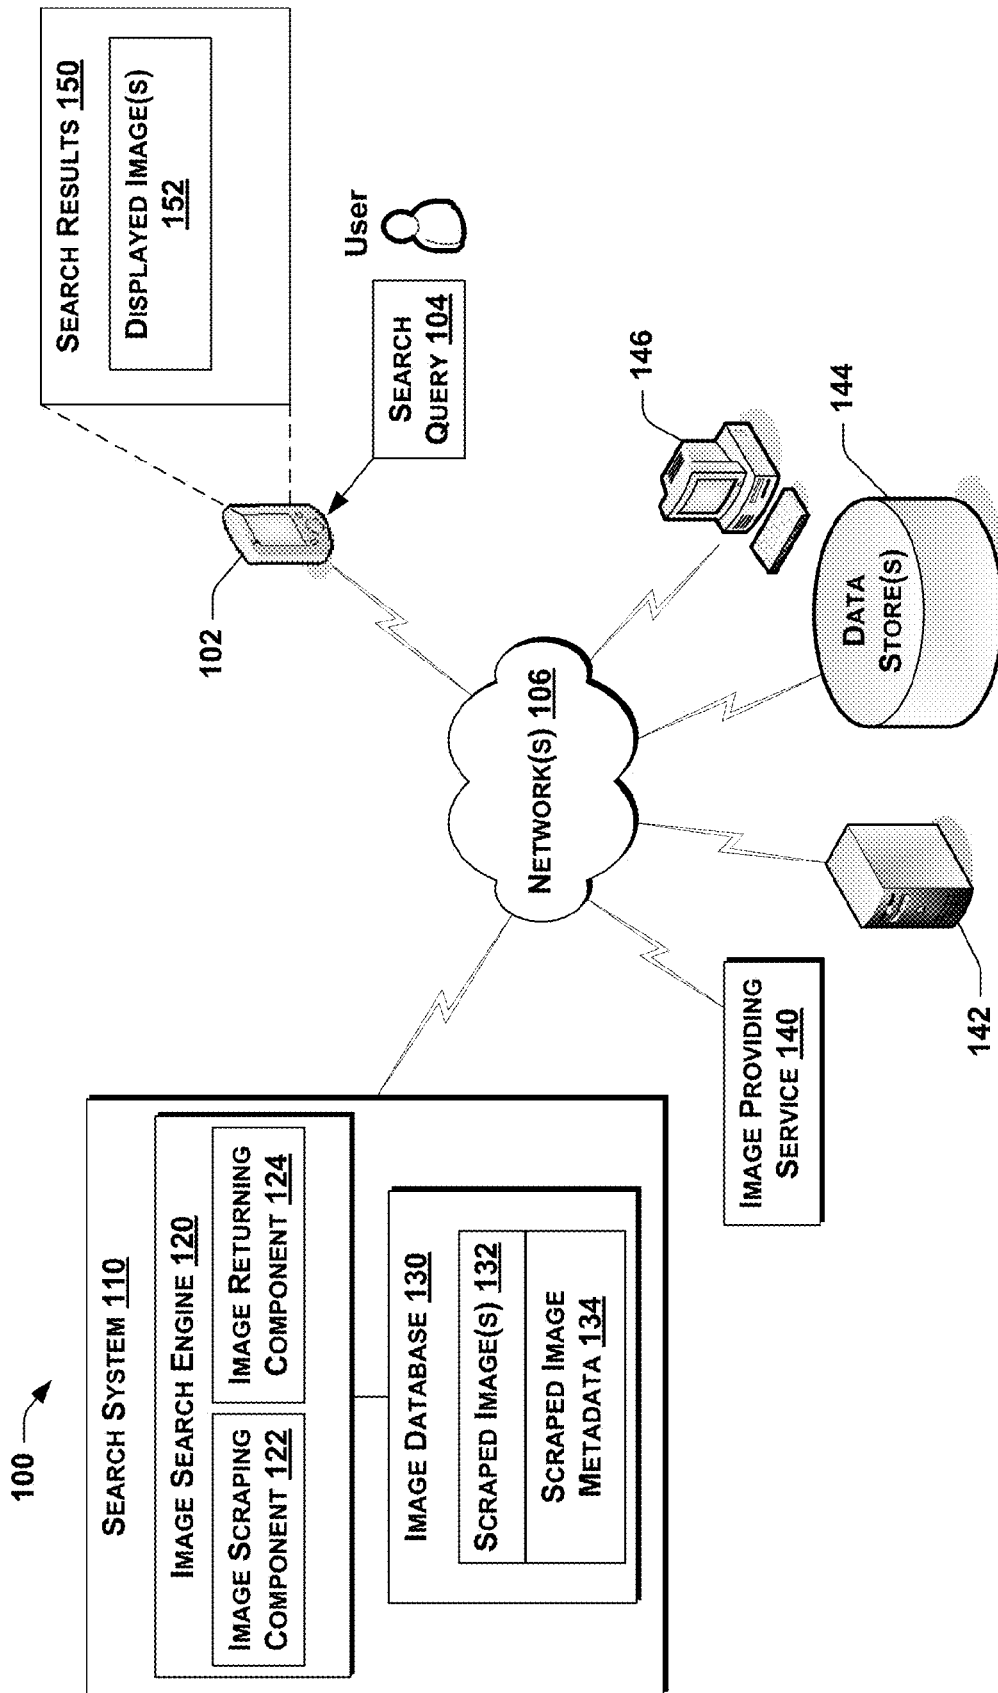 100
SEARCH SYSTEM 110
IMAGE SEARCH ENGINE 120
IMAGE SCRAPING
COMPONENT 122
IMAGE RETURNING
COMPONENT 124
IMAGE DATABASE 130
SCRAPED IMAGE(S) 132
SCRAPED IMAGE
METADATA 134
NETWORK(S) 106
102
SEARCH RESULTS 150
DISPLAYED IMAGE(S)
152
User
SEARCH
QUERY 104
IMAGE PROVIDING
SERVICE 140
142
DATA
STORE(S)
144
146